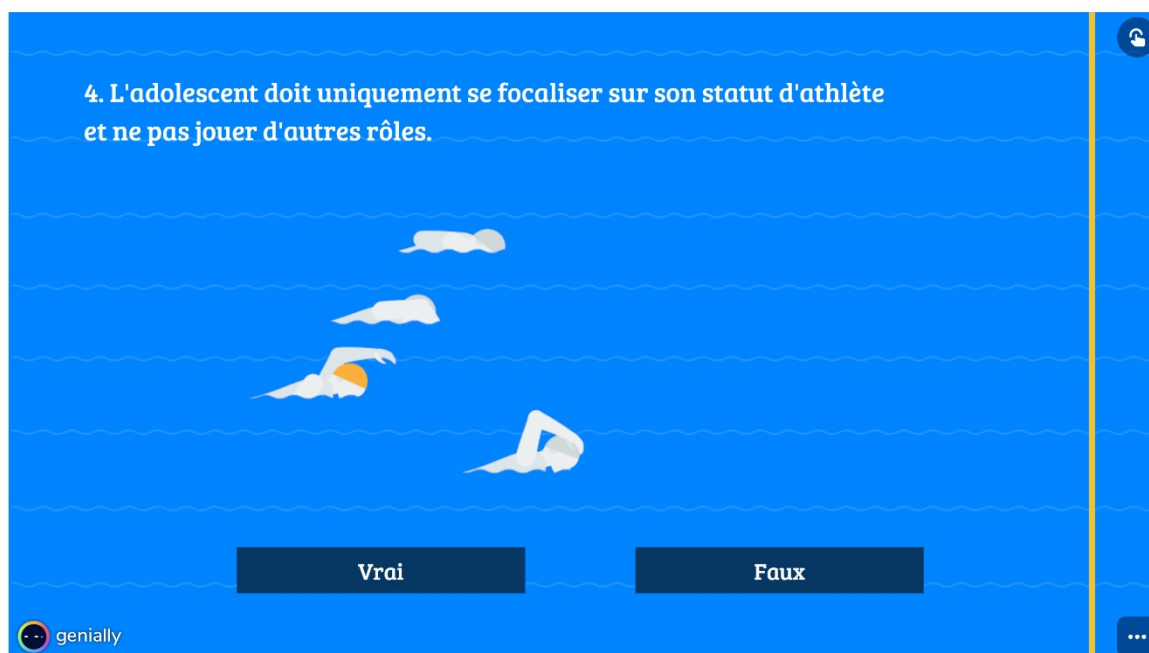 4. L'adolescent doit uniquement se focaliser sur son statut d'athlète
et ne pas jouer d'autres rôles.
Vrai
Faux
genially